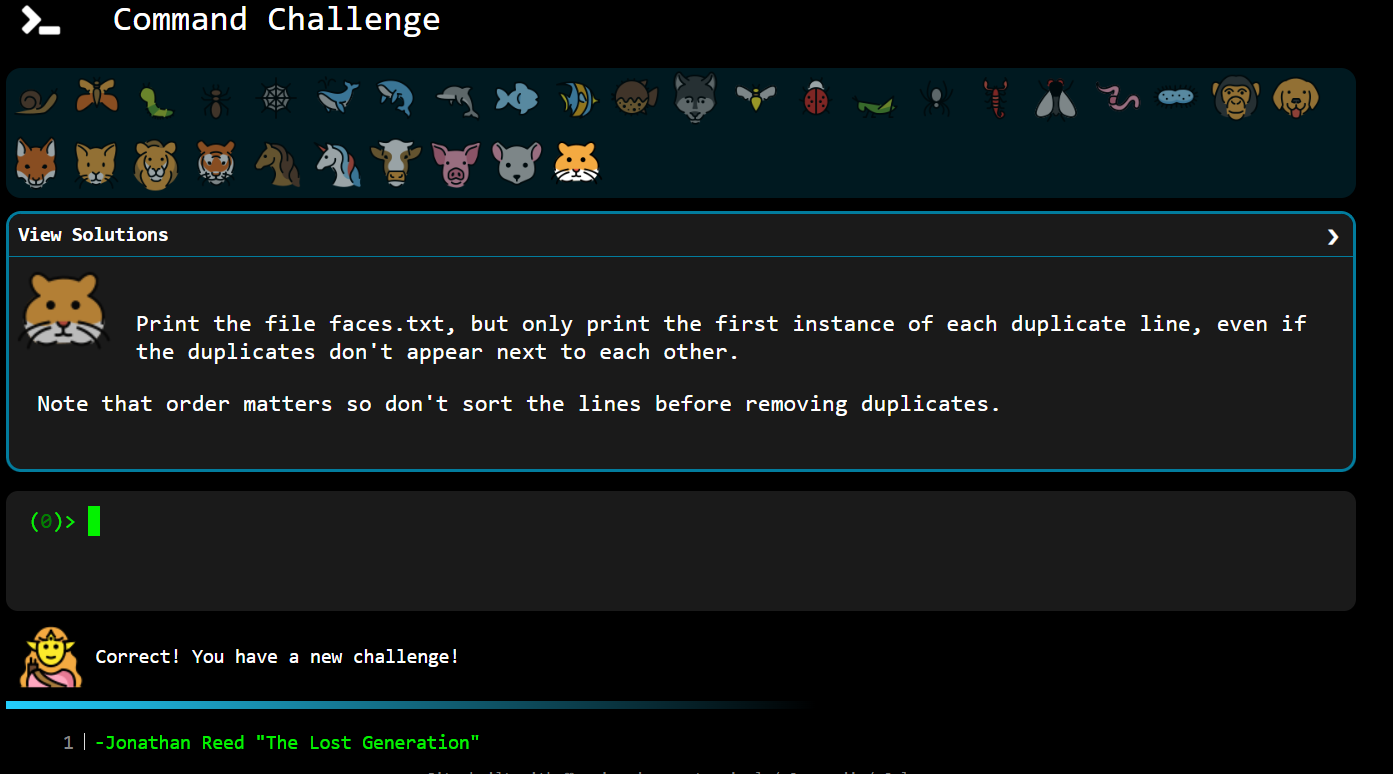 Command Challenge
View Solutions
Print the file faces.txt, but only print the first instance of each duplicate line, even if
the duplicates don't appear next to each other.
Note that order matters so don't sort the lines before removing duplicates.
(0)>
Correct! You have a new challenge!
1 -Jonathan Reed "The Lost Generation"